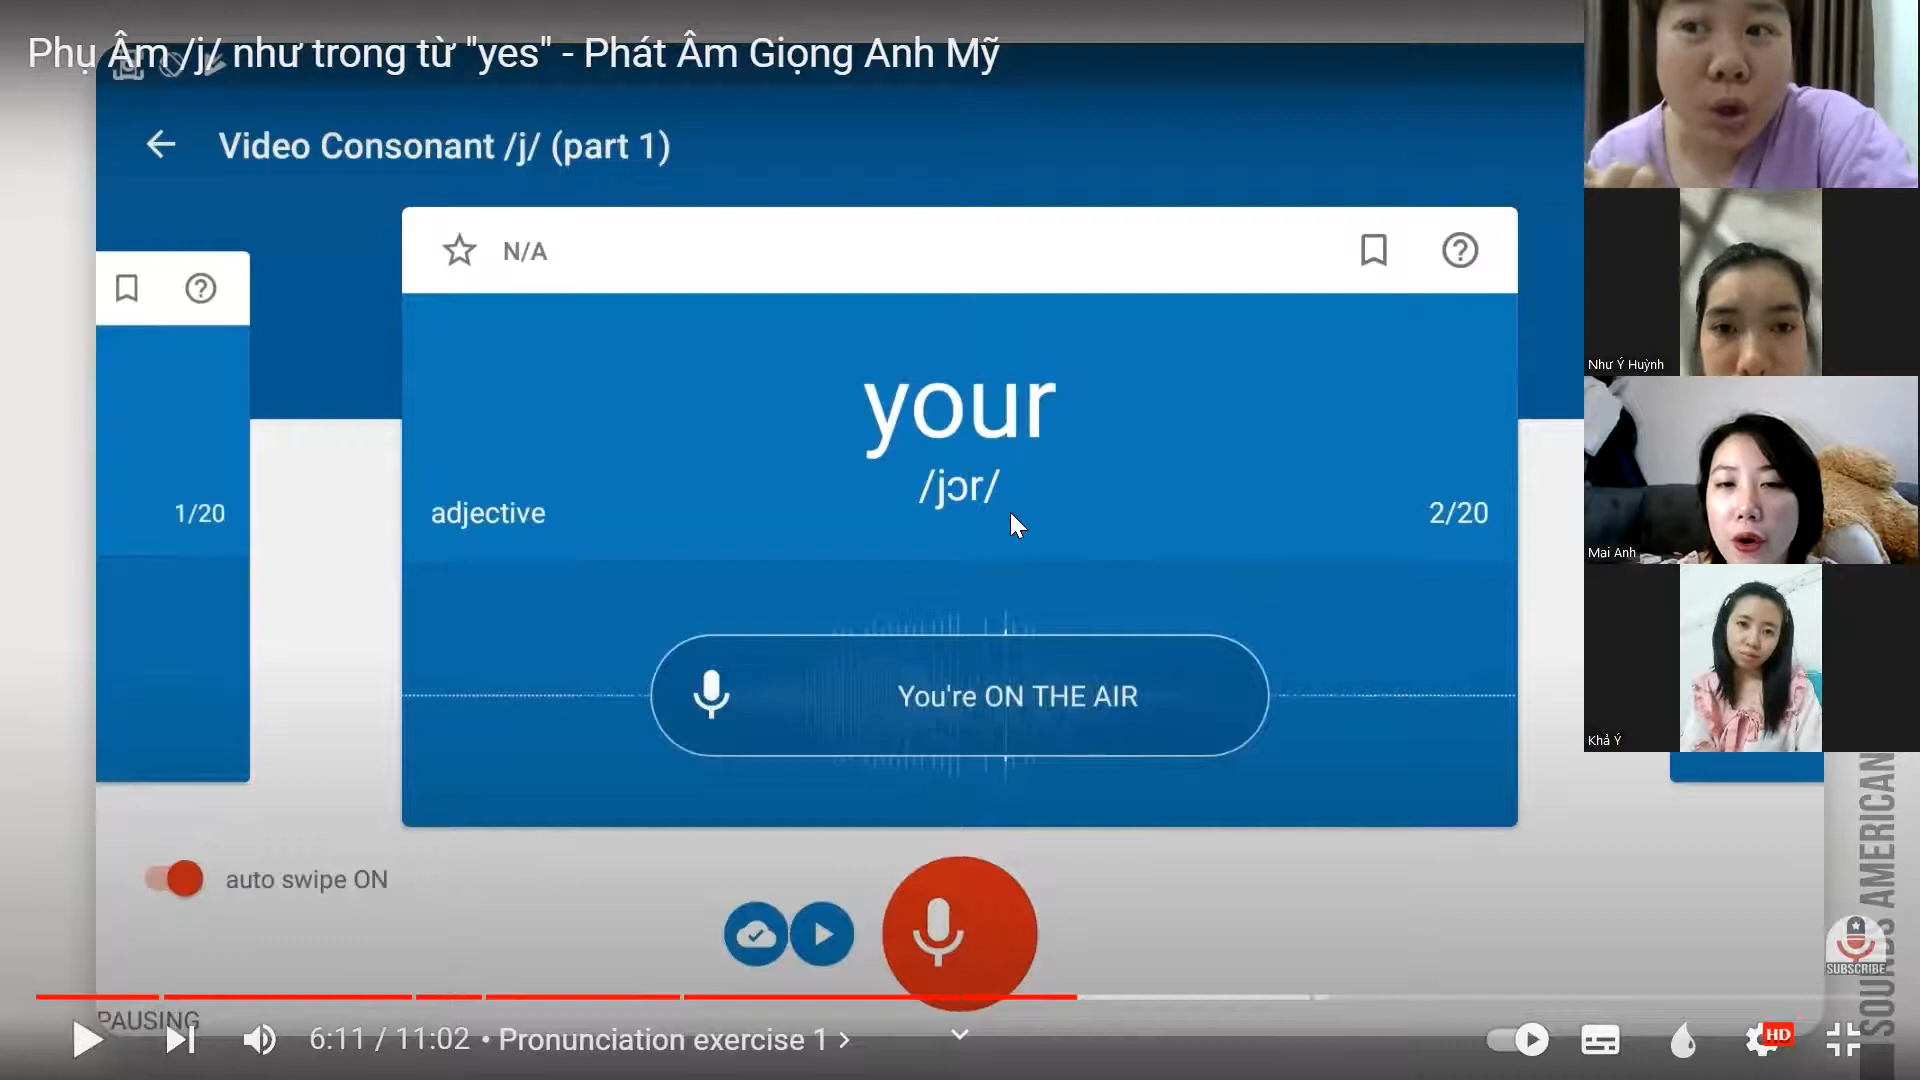 Phụ Âm /j/ như trong từ "yes" - Phát Âm Giọng Anh Mỹ
Video Consonant /j/ (part 1)
N/A
your
/jɔr/
adjective
1/20
2/20
You're ON THE AIR
auto swipe ON
PAUSING
6:11 / 11:02 • Pronunciation exercise 1
HD
Như Ý Huỳnh
Mai Anh
Khả Ý
SOUNDS AMERICAN
SUBSCRIBE